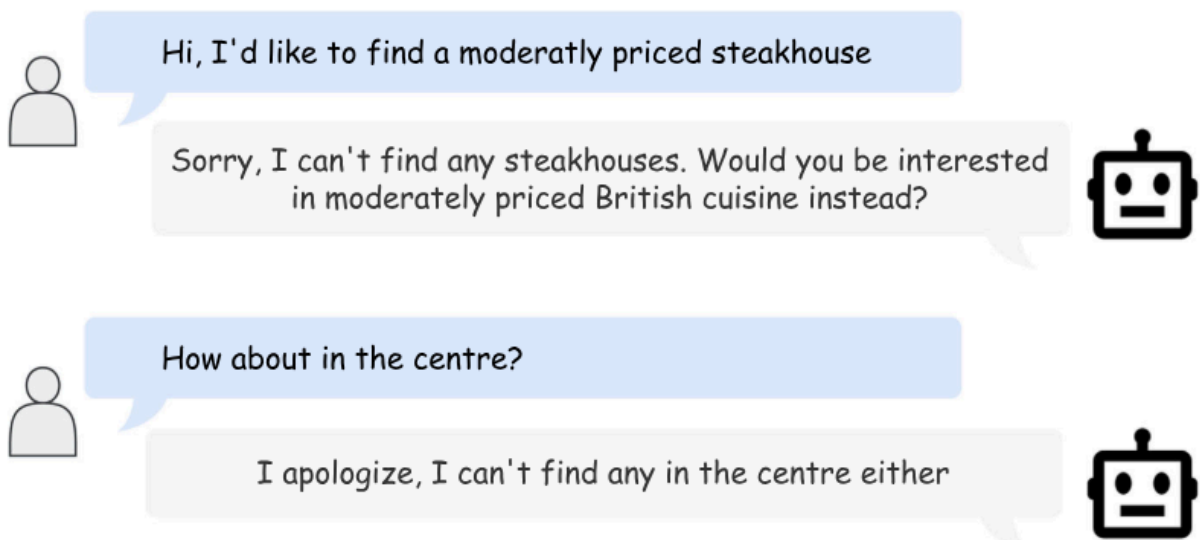 Hi, I'd like to find a moderatly priced steakhouse
Sorry, I can't find any steakhouses. Would you be interested
in moderately priced British cuisine instead?
How about in the centre?
I apologize, I can't find any in the centre either